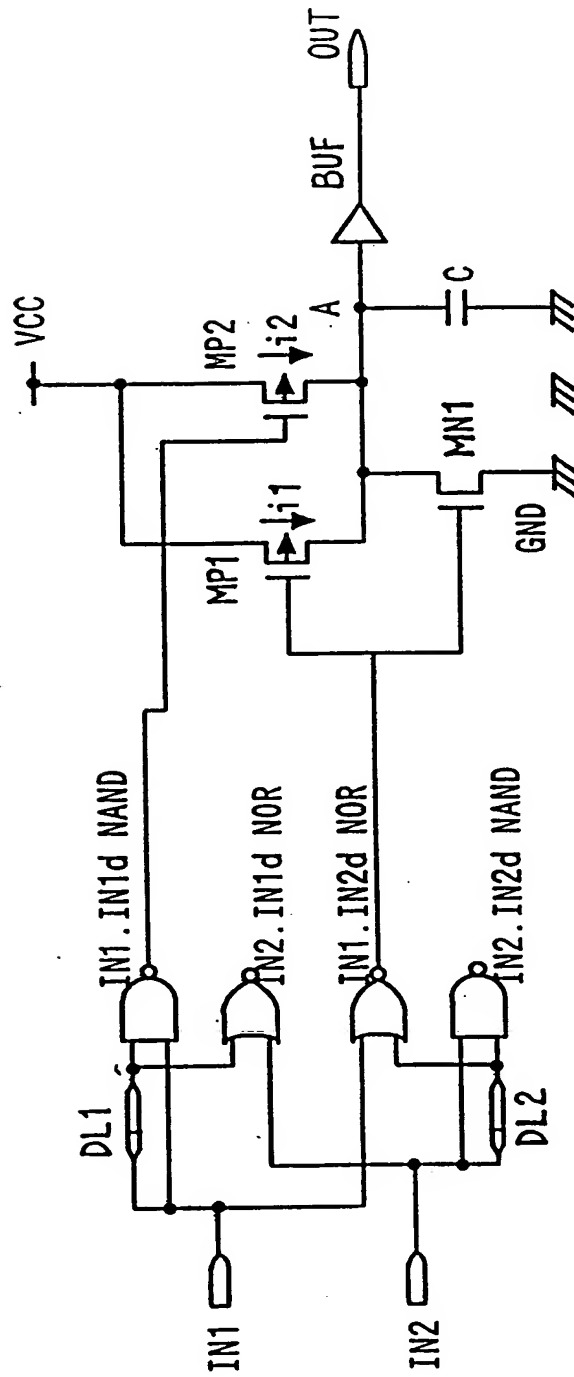 VCC
MP1
i1
MP2
i2
A
BUF
OUT
C
MN1
GND
IN1.IN1d NAND
IN2.IN1d NOR
IN1.IN2d NOR
IN2.IN2d NAND
DL1
DL2
IN1
IN2